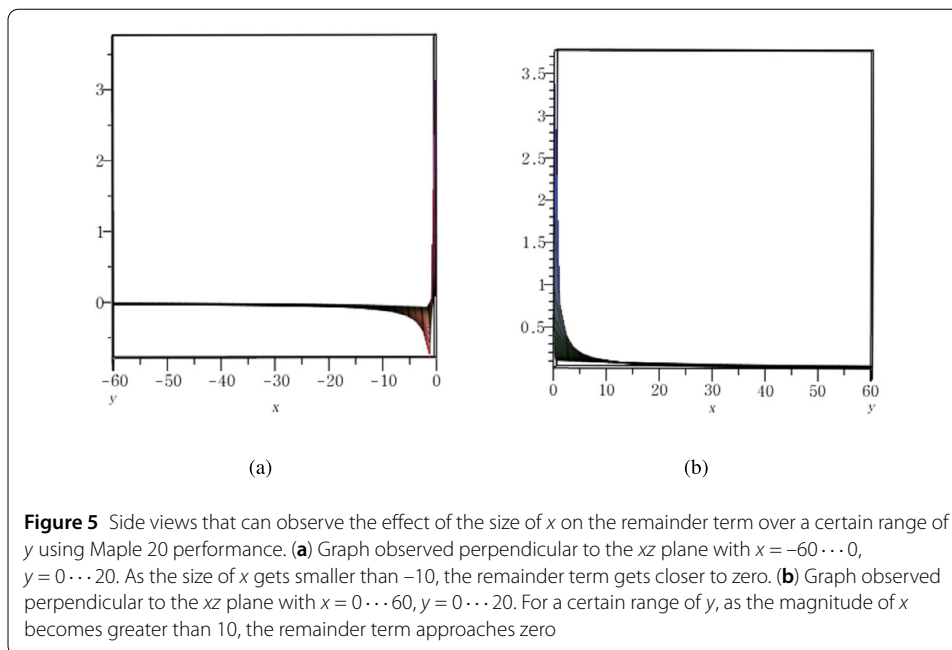 3
2
1
0
-60 -50 -40 -30 -20 -10 0
y x
(a)
3.5
3
2.5
2
1.5
1
0.5
0 10 20 30 40 50 60
x y
(b)
Figure 5 Side views that can observe the effect of the size of x on the remainder term over a certain range of
y using Maple 20 performance. (a) Graph observed perpendicular to the xz plane with x = –60 ··· 0,
y = 0 ··· 20. As the size of x gets smaller than –10, the remainder term gets closer to zero. (b) Graph observed
perpendicular to the xz plane with x = 0 ··· 60, y = 0 ··· 20. For a certain range of y, as the magnitude of x
becomes greater than 10, the remainder term approaches zero